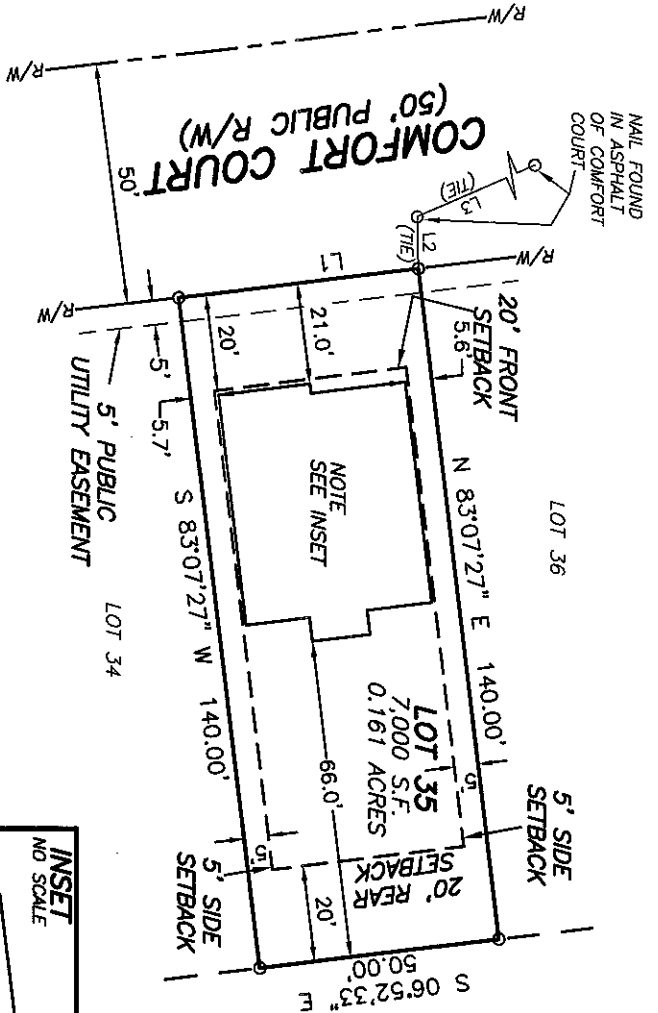 R/W
R/W
NAIL FOUND
IN ASPHALT
OF COMFORT
COURT
COMFORT COURT
(50' PUBLIC R/W)
50'
L3
(TIE)
L2
(TIE)
L1
R/W
R/W
20' FRONT
SETBACK
5.6'
21.0'
20'
5'
5.7'
5' PUBLIC
UTILITY EASEMENT
NOTE
SEE INSET
LOT 36
N 83°07'27" E 140.00'
S 83°07'27" W 140.00'
LOT 34
LOT 35
7,000 S.F.
0.161 ACRES
66.0'
5'
5' SIDE
SETBACK
20' REAR
SETBACK
20'
5'
5' SIDE
SETBACK
50.00'
S 06°52'33" E
INSET
NO SCALE